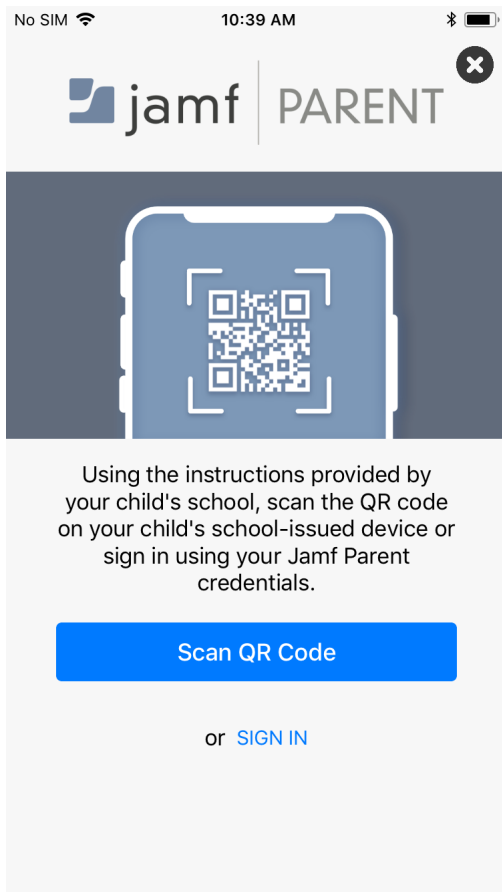 No SIM 10:39 AM
jamf PARENT
Using the instructions provided by
your child's school, scan the QR code
on your child's school-issued device or
sign in using your Jamf Parent
credentials.
Scan QR Code
or SIGN IN